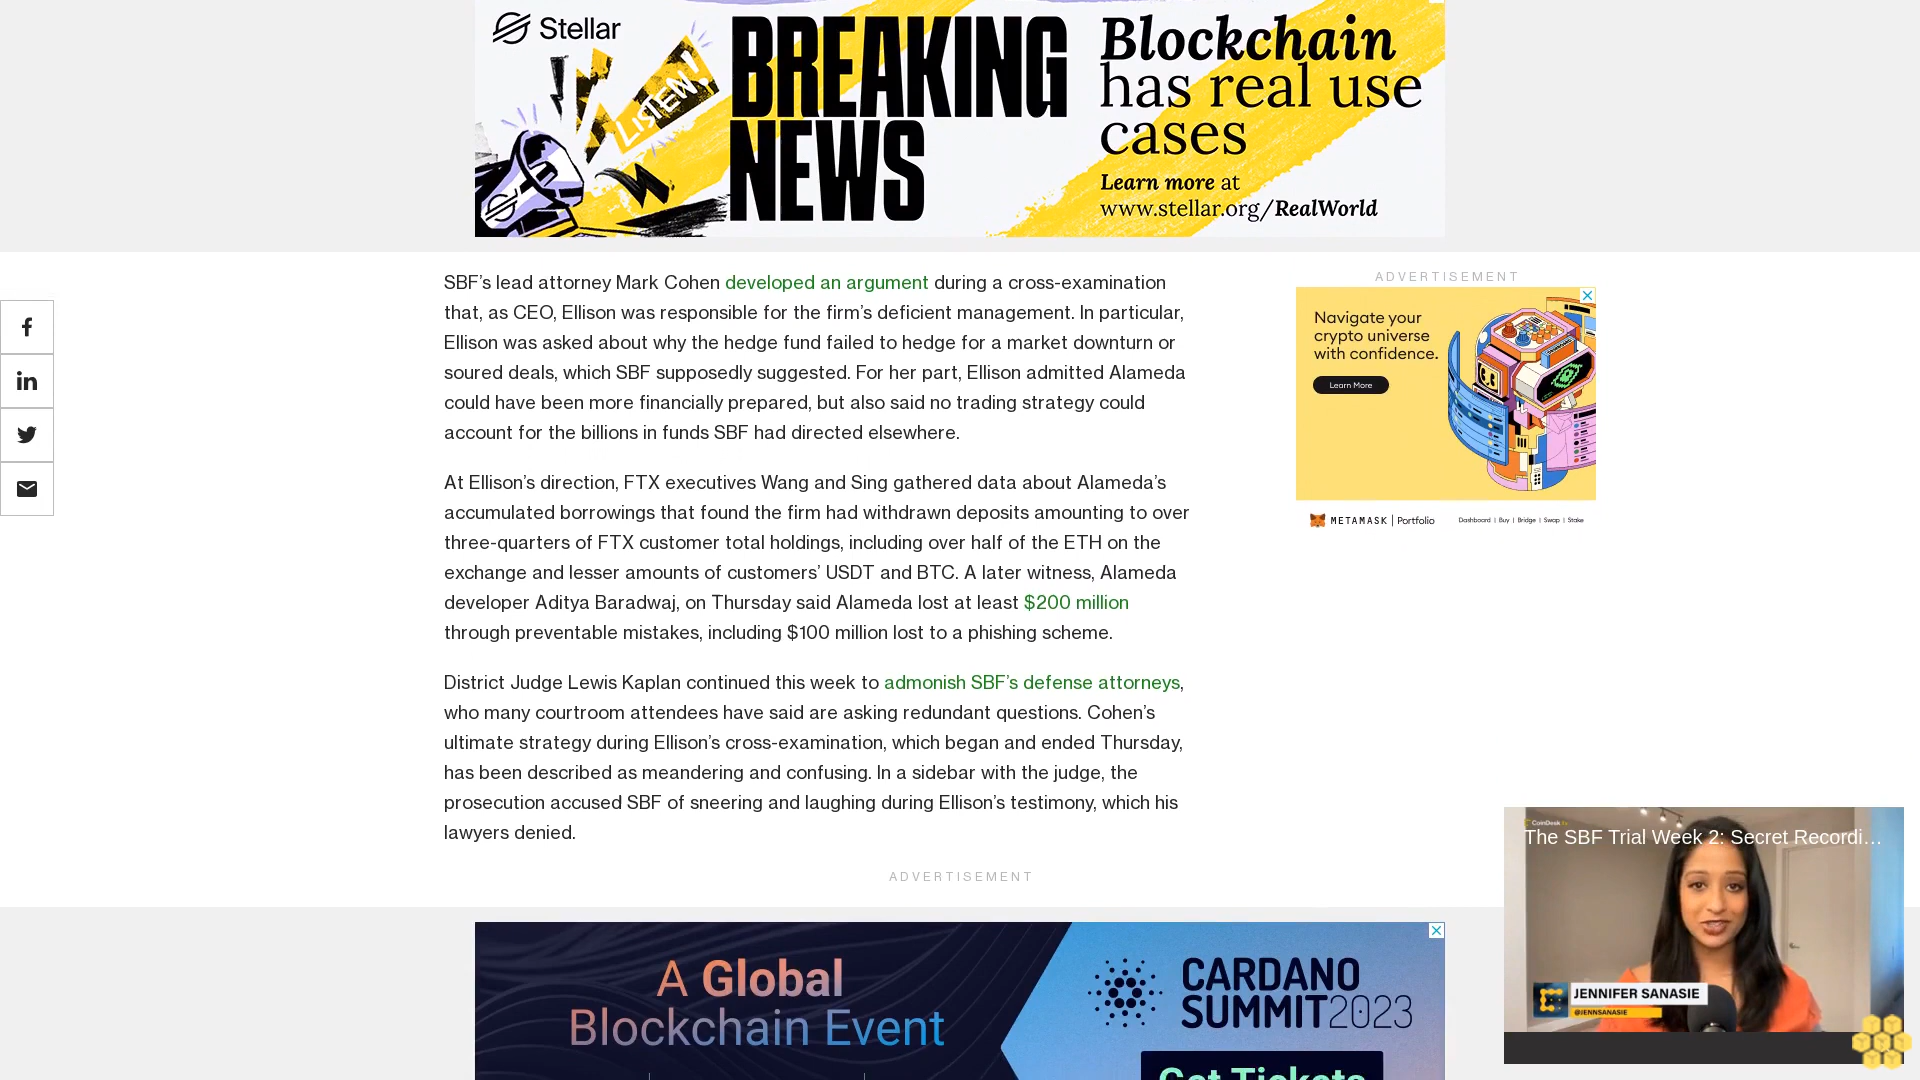 Stellar
LISTEN!
BREAKING
NEWS
Blockchain
has real use
cases
Learn more at
www.stellar.org/RealWorld
SBF’s lead attorney Mark Cohen developed an argument during a cross-examination
that, as CEO, Ellison was responsible for the firm’s deficient management. In particular,
Ellison was asked about why the hedge fund failed to hedge for a market downturn or
soured deals, which SBF supposedly suggested. For her part, Ellison admitted Alameda
could have been more financially prepared, but also said no trading strategy could
account for the billions in funds SBF had directed elsewhere.
At Ellison’s direction, FTX executives Wang and Sing gathered data about Alameda’s
accumulated borrowings that found the firm had withdrawn deposits amounting to over
three-quarters of FTX customer total holdings, including over half of the ETH on the
exchange and lesser amounts of customers’ USDT and BTC. A later witness, Alameda
developer Aditya Baradwaj, on Thursday said Alameda lost at least $200 million
through preventable mistakes, including $100 million lost to a phishing scheme.
District Judge Lewis Kaplan continued this week to admonish SBF’s defense attorneys,
who many courtroom attendees have said are asking redundant questions. Cohen’s
ultimate strategy during Ellison’s cross-examination, which began and ended Thursday,
has been described as meandering and confusing. In a sidebar with the judge, the
prosecution accused SBF of sneering and laughing during Ellison’s testimony, which his
lawyers denied.
ADVERTISEMENT
Navigate your
crypto universe
with confidence.
Learn More
METAMASK | Portfolio
Dashboard | Buy | Bridge | Swap | Stake
ADVERTISEMENT
A Global
Blockchain Event
CARDANO
SUMMIT2023
Get Tickets
The SBF Trial Week 2: Secret Recordi…
JENNIFER SANASIE
@JENNSANASIE